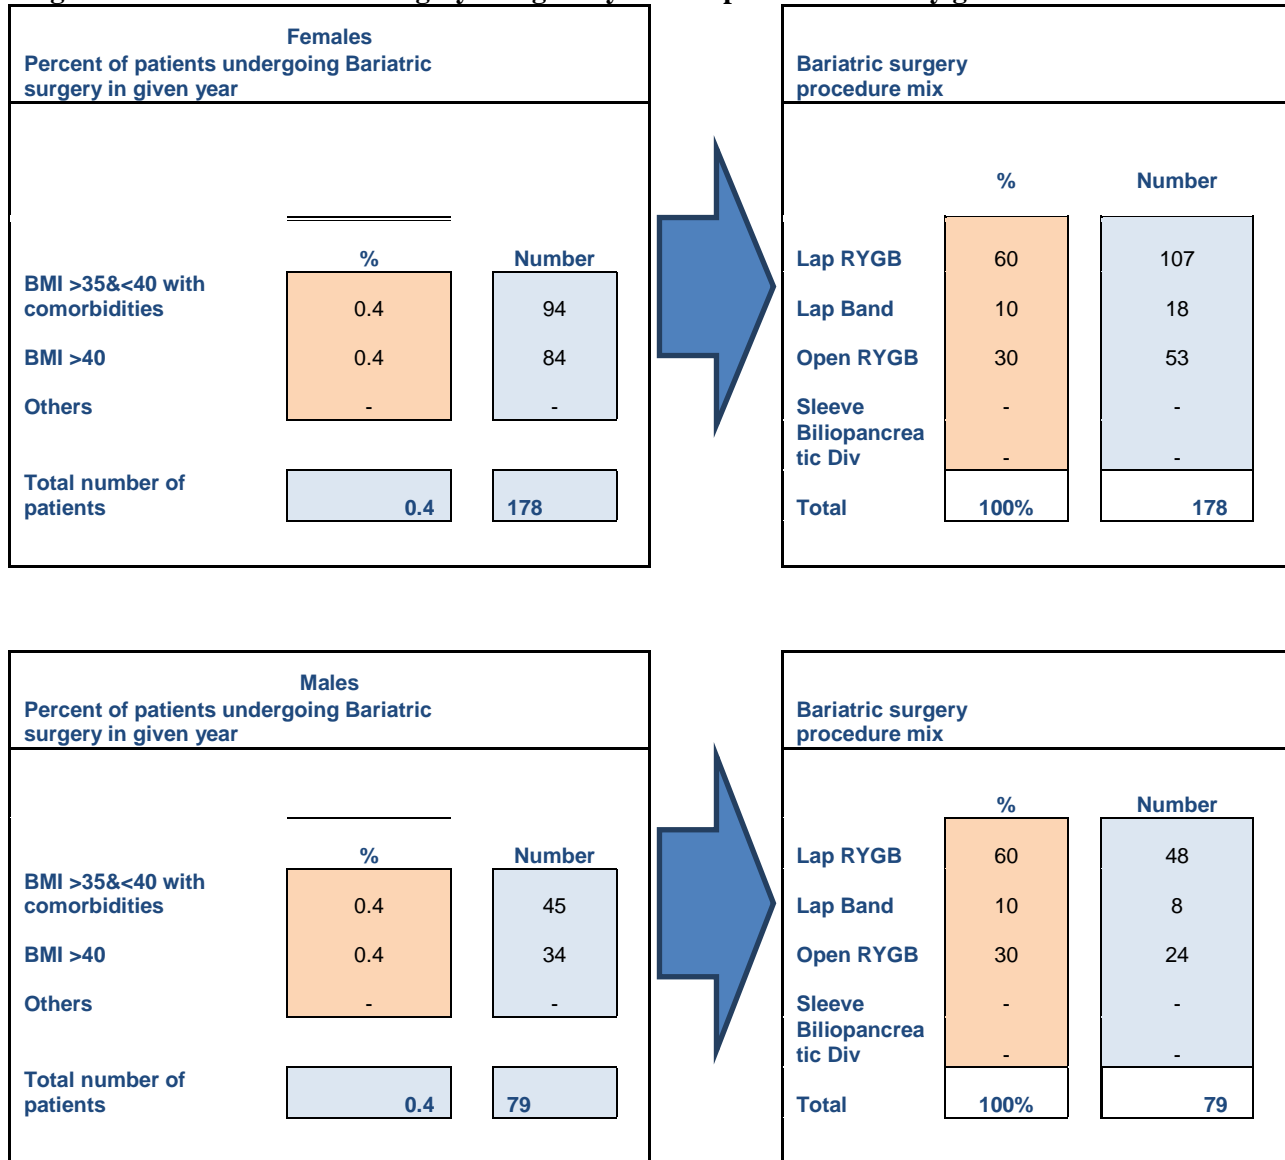 Females
Percent of patients undergoing Bariatric
surgery in given year
% Number
BMI >35&<40 with
comorbidities 0.4 94
BMI >40 0.4 84
Others - -
Total number of
patients 0.4 178
Bariatric surgery
procedure mix
% Number
Lap RYGB 60 107
Lap Band 10 18
Open RYGB 30 53
Sleeve - -
Biliopancrea
tic Div - -
Total 100% 178
Males
Percent of patients undergoing Bariatric
surgery in given year
% Number
BMI >35&<40 with
comorbidities 0.4 45
BMI >40 0.4 34
Others - -
Total number of
patients 0.4 79
Bariatric surgery
procedure mix
% Number
Lap RYGB 60 48
Lap Band 10 8
Open RYGB 30 24
Sleeve - -
Biliopancrea
tic Div - -
Total 100% 79